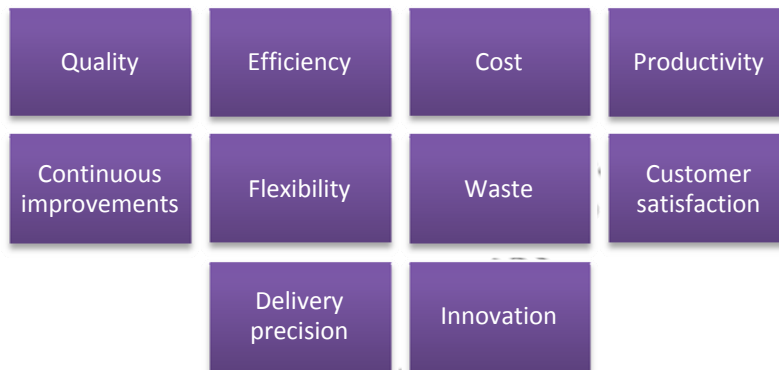 Quality
Efficiency
Cost
Productivity
Continuous
improvements
Flexibility
Waste
Customer
satisfaction
Delivery
precision
Innovation